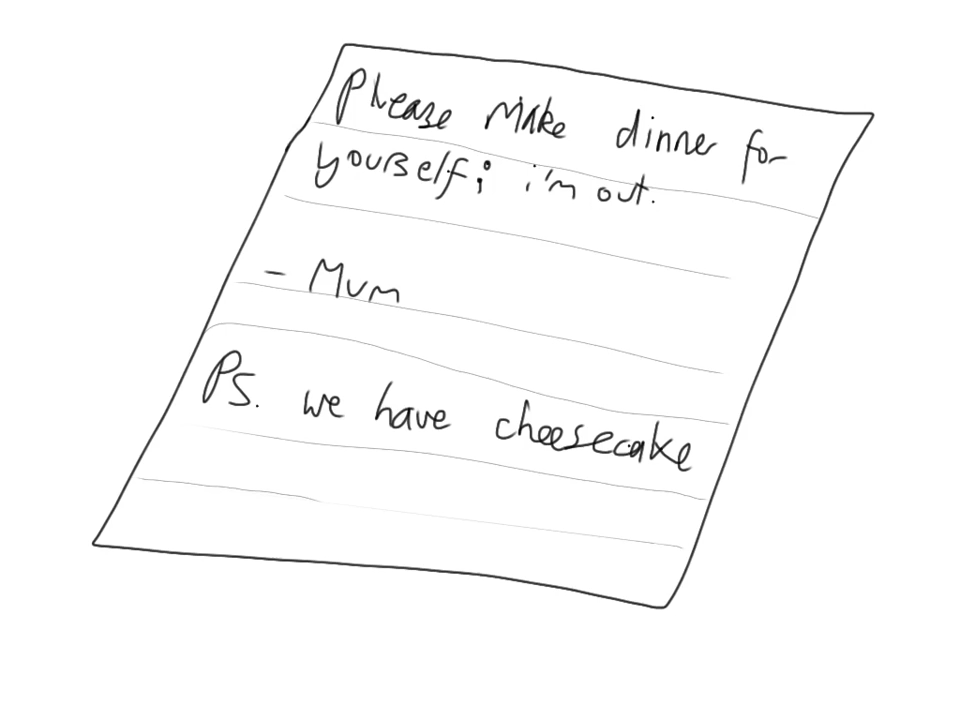 Please make dinner for
yourself; i'm out.
- Mum
PS. we have cheesecake